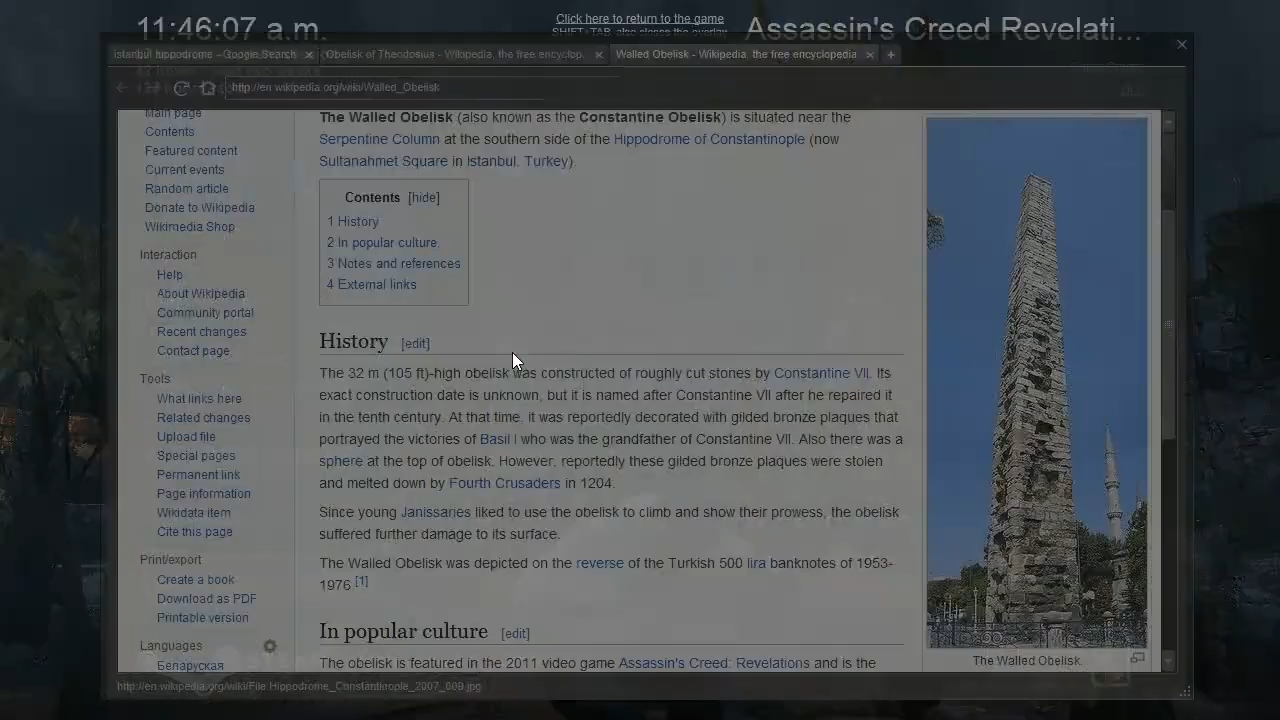 11:46:07 a.m.
Click here to return to the game
Assassin's Creed Revelati...
SHIFT+TAB also closes the overlay
istanbul hippodrome - Google Search
Obelisk of Theodosius - Wikipedia, the free encyclop.
Walled Obelisk - Wikipedia, the free encyclopedia
http://en.wikipedia.org/wiki/Walled_Obelisk
Main page
Contents
Featured content
Current events
Random article
Donate to Wikipedia
Wikimedia Shop
Interaction
Help
About Wikipedia
Community portal
Recent changes
Contact page
Tools
What links here
Related changes
Upload file
Special pages
Permanent link
Page information
Wikidata item
Cite this page
Print/export
Create a book
Download as PDF
Printable version
Languages
Беларуская
The Walled Obelisk (also known as the Constantine Obelisk) is situated near the
Serpentine Column at the southern side of the Hippodrome of Constantinople (now
Sultanahmet Square in Istanbul, Turkey).
Contents [hide]
1 History
2 In popular culture
3 Notes and references
4 External links
History [edit]
The 32 m (105 ft)-high obelisk was constructed of roughly cut stones by Constantine VII. Its
exact construction date is unknown, but it is named after Constantine VII after he repaired it
in the tenth century. At that time, it was reportedly decorated with gilded bronze plaques that
portrayed the victories of Basil I who was the grandfather of Constantine VII. Also there was a
sphere at the top of obelisk. However, reportedly these gilded bronze plaques were stolen
and melted down by Fourth Crusaders in 1204.
Since young Janissaries liked to use the obelisk to climb and show their prowess, the obelisk
suffered further damage to its surface.
The Walled Obelisk was depicted on the reverse of the Turkish 500 lira banknotes of 1953-
1976.[1]
In popular culture [edit]
The obelisk is featured in the 2011 video game Assassin's Creed: Revelations and is the
The Walled Obelisk.
http://en.wikipedia.org/wiki/File:Hippodrome_Constantinople_2007_009.jpg